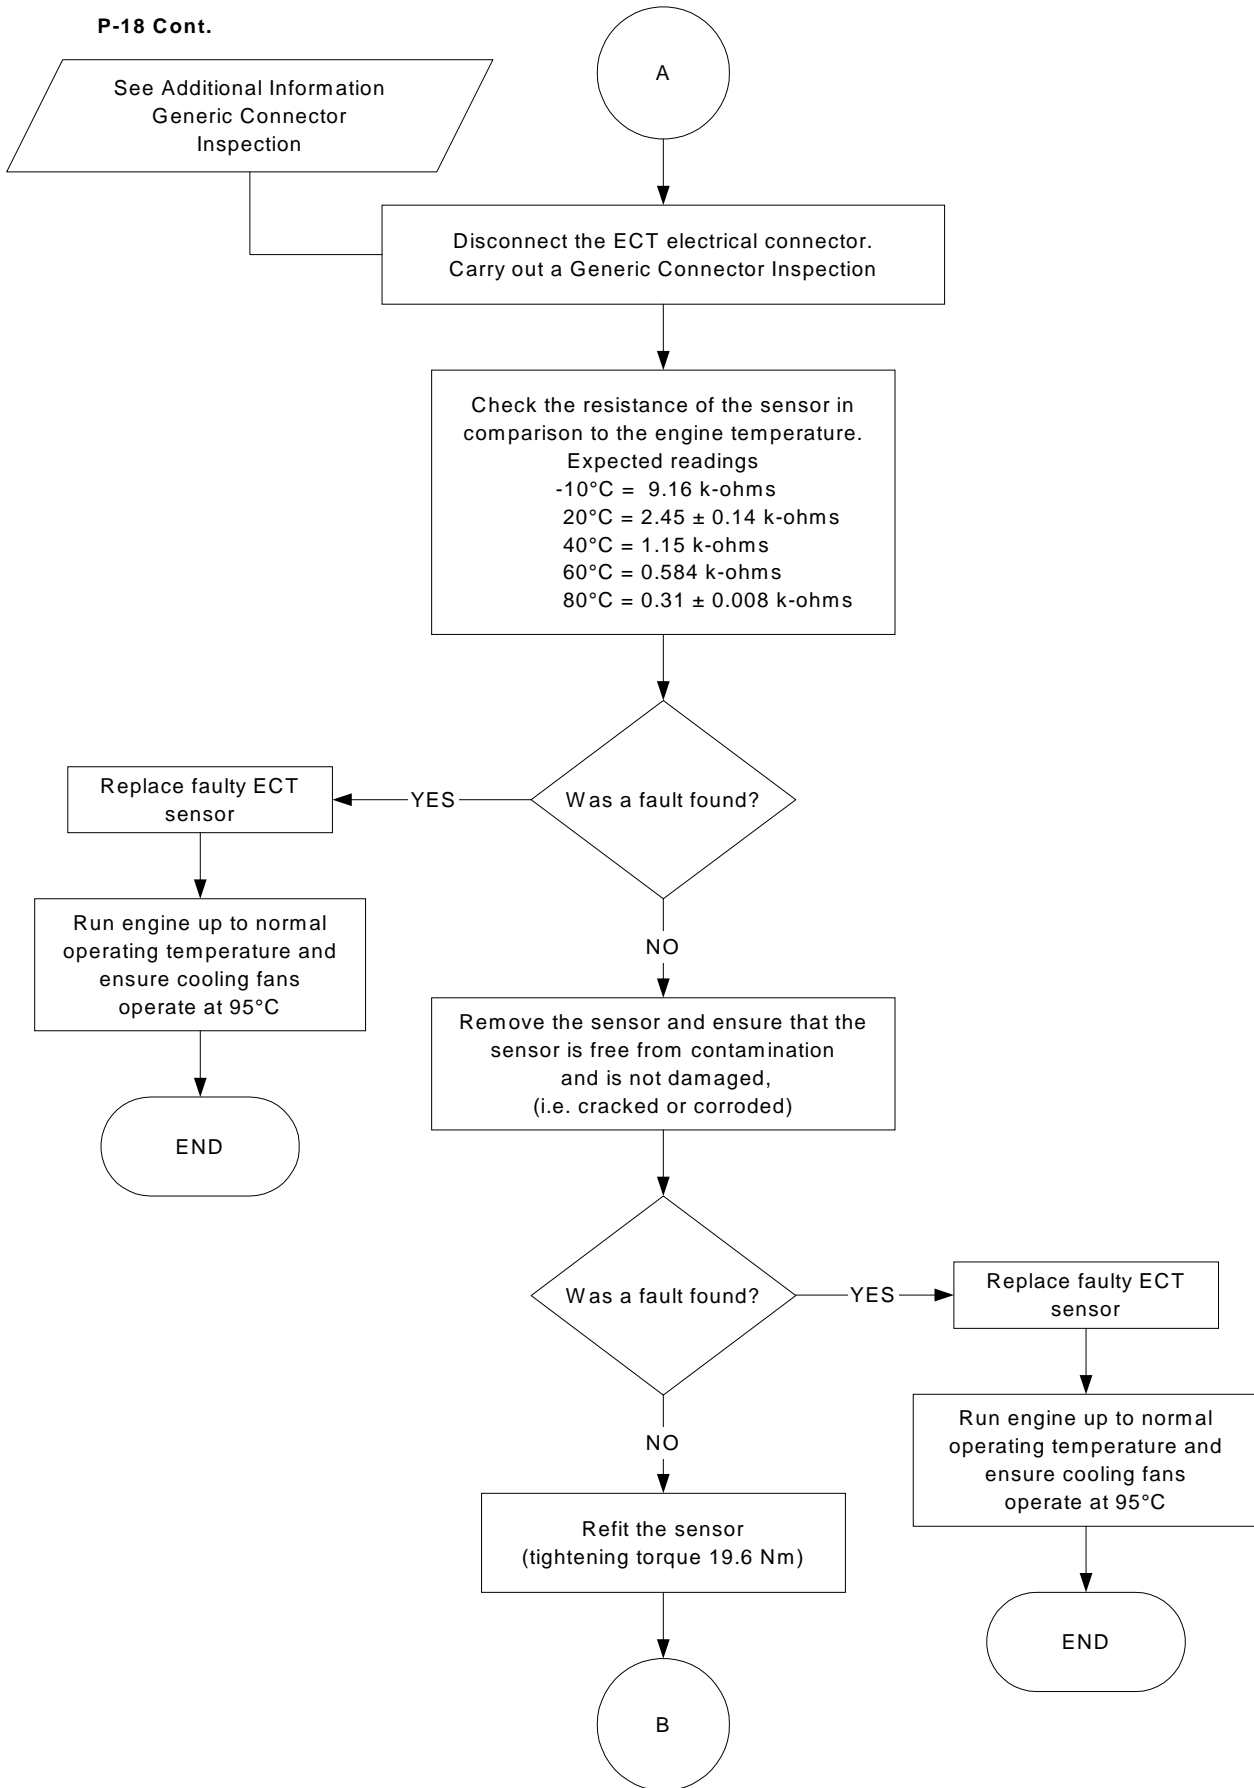 P-18 Cont.
See Additional Information
Generic Connector
Inspection
A
Disconnect the ECT electrical connector.
Carry out a Generic Connector Inspection
Check the resistance of the sensor in
comparison to the engine temperature.
Expected readings
-10°C = 9.16 k-ohms
20°C = 2.45 ± 0.14 k-ohms
40°C = 1.15 k-ohms
60°C = 0.584 k-ohms
80°C = 0.31 ± 0.008 k-ohms
Was a fault found?
YES
Replace faulty ECT
sensor
Run engine up to normal
operating temperature and
ensure cooling fans
operate at 95°C
END
NO
Remove the sensor and ensure that the
sensor is free from contamination
and is not damaged,
(i.e. cracked or corroded)
Was a fault found?
YES
Replace faulty ECT
sensor
Run engine up to normal
operating temperature and
ensure cooling fans
operate at 95°C
END
NO
Refit the sensor
(tightening torque 19.6 Nm)
B